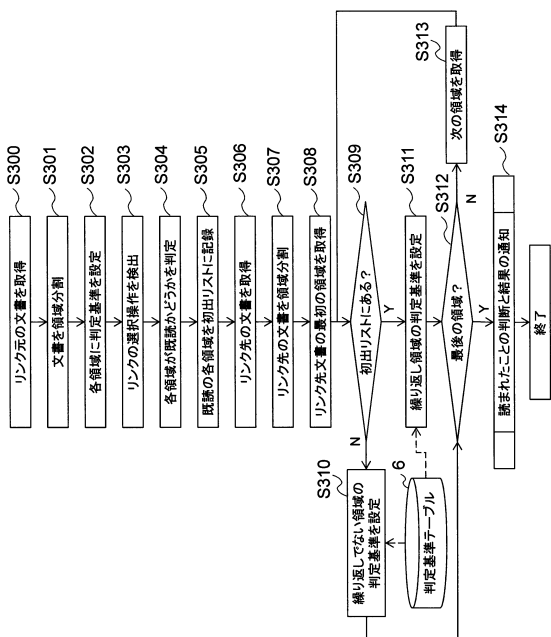 S300
リンク元の文書を取得
S301
文書を領域分割
S302
各領域に判定基準を設定
S303
リンクの選択操作を検出
S304
各領域が既読かどうかを判定
S305
既読の各領域を初出リストに記録
S306
リンク先の文書を取得
S307
リンク先の文書を領域分割
S308
リンク先文書の最初の領域を取得
S309
初出リストにある？
N
Y
S310
繰り返しでない領域の
判定基準を設定
S311
繰り返し領域の判定基準を設定
6
判定基準テーブル
S312
最後の領域？
N
Y
S313
次の領域を取得
S314
読まれたことの判断と結果の通知
終了